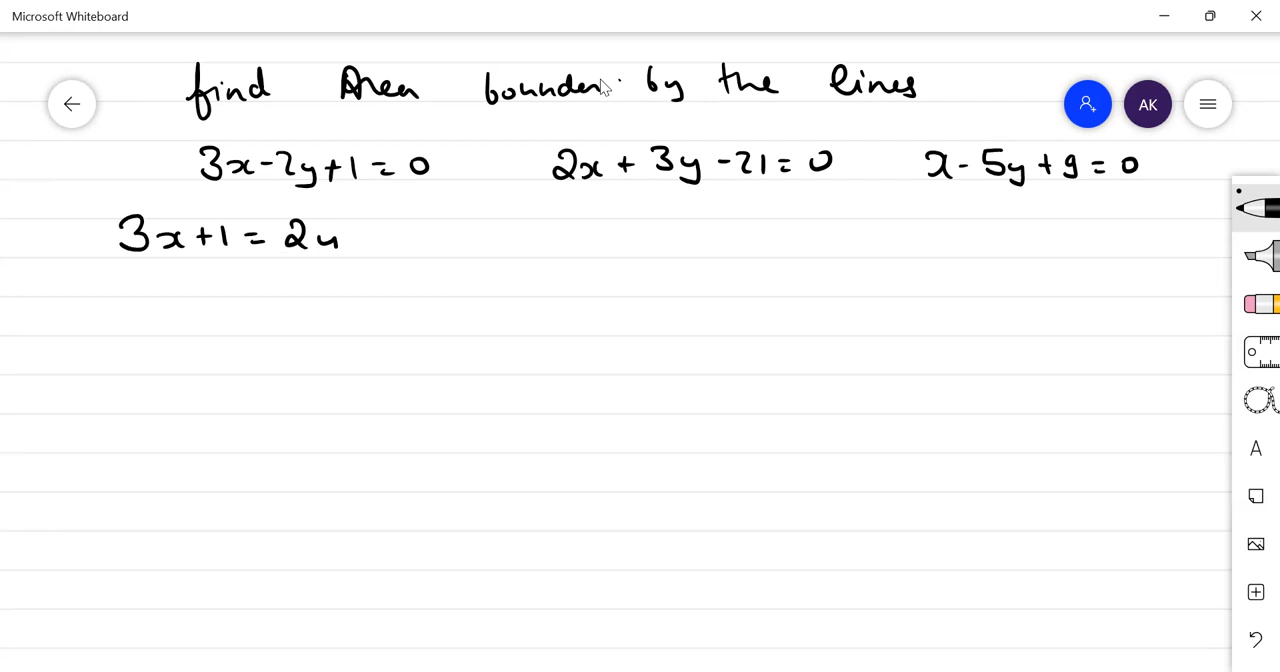 Microsoft Whiteboard
find Area bounded by the lines
AK
3x-2y+1=0 2x+3y-21=0 x-5y+9=0
3x+1=2y
A